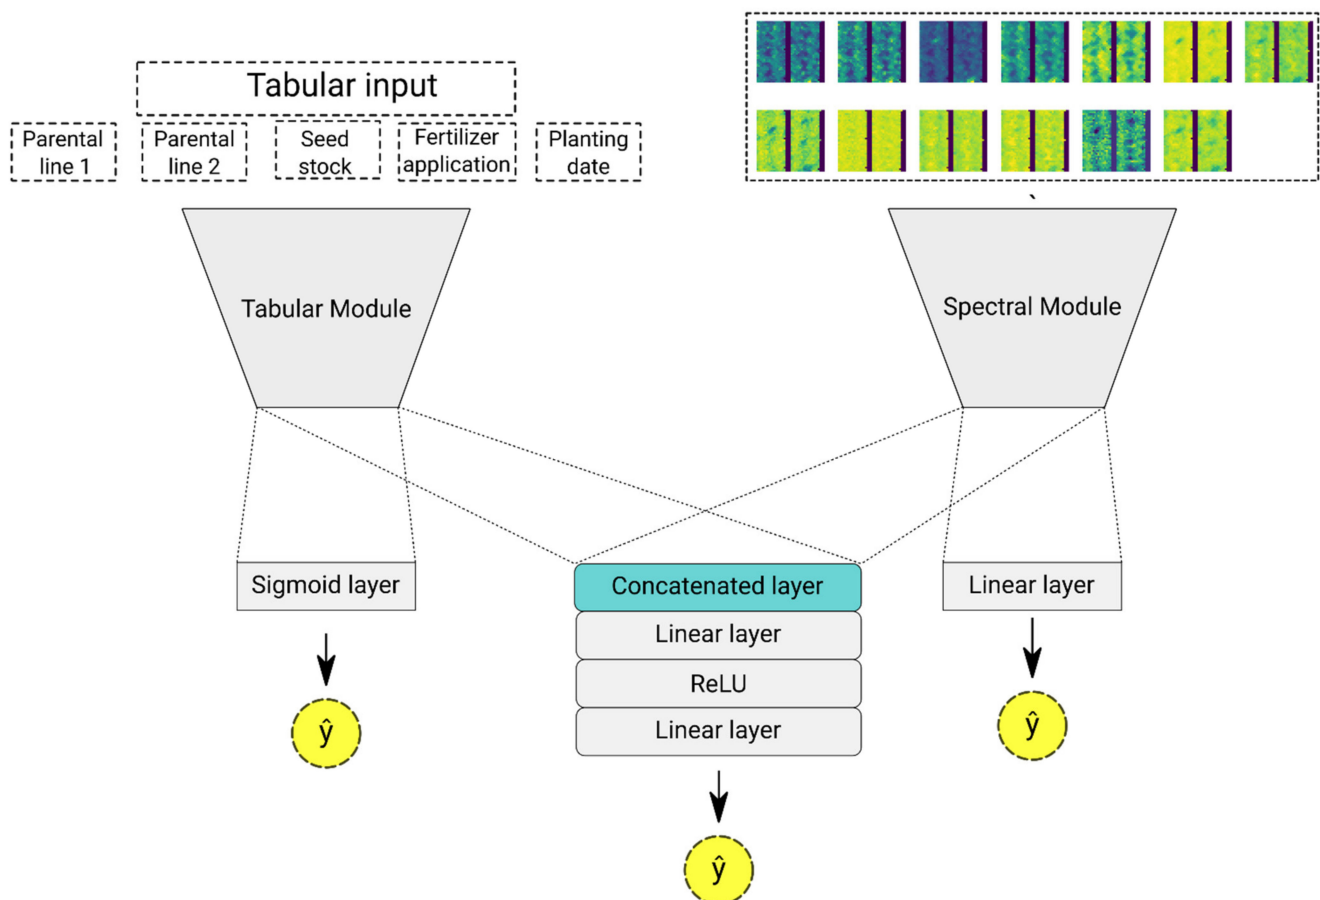 Tabular input
Parental
line 1
Parental
line 2
Seed
stock
Fertilizer
application
Planting
date
Tabular Module
Spectral Module
Sigmoid layer
Concatenated layer
Linear layer
ReLU
Linear layer
Linear layer
ŷ
ŷ
ŷ